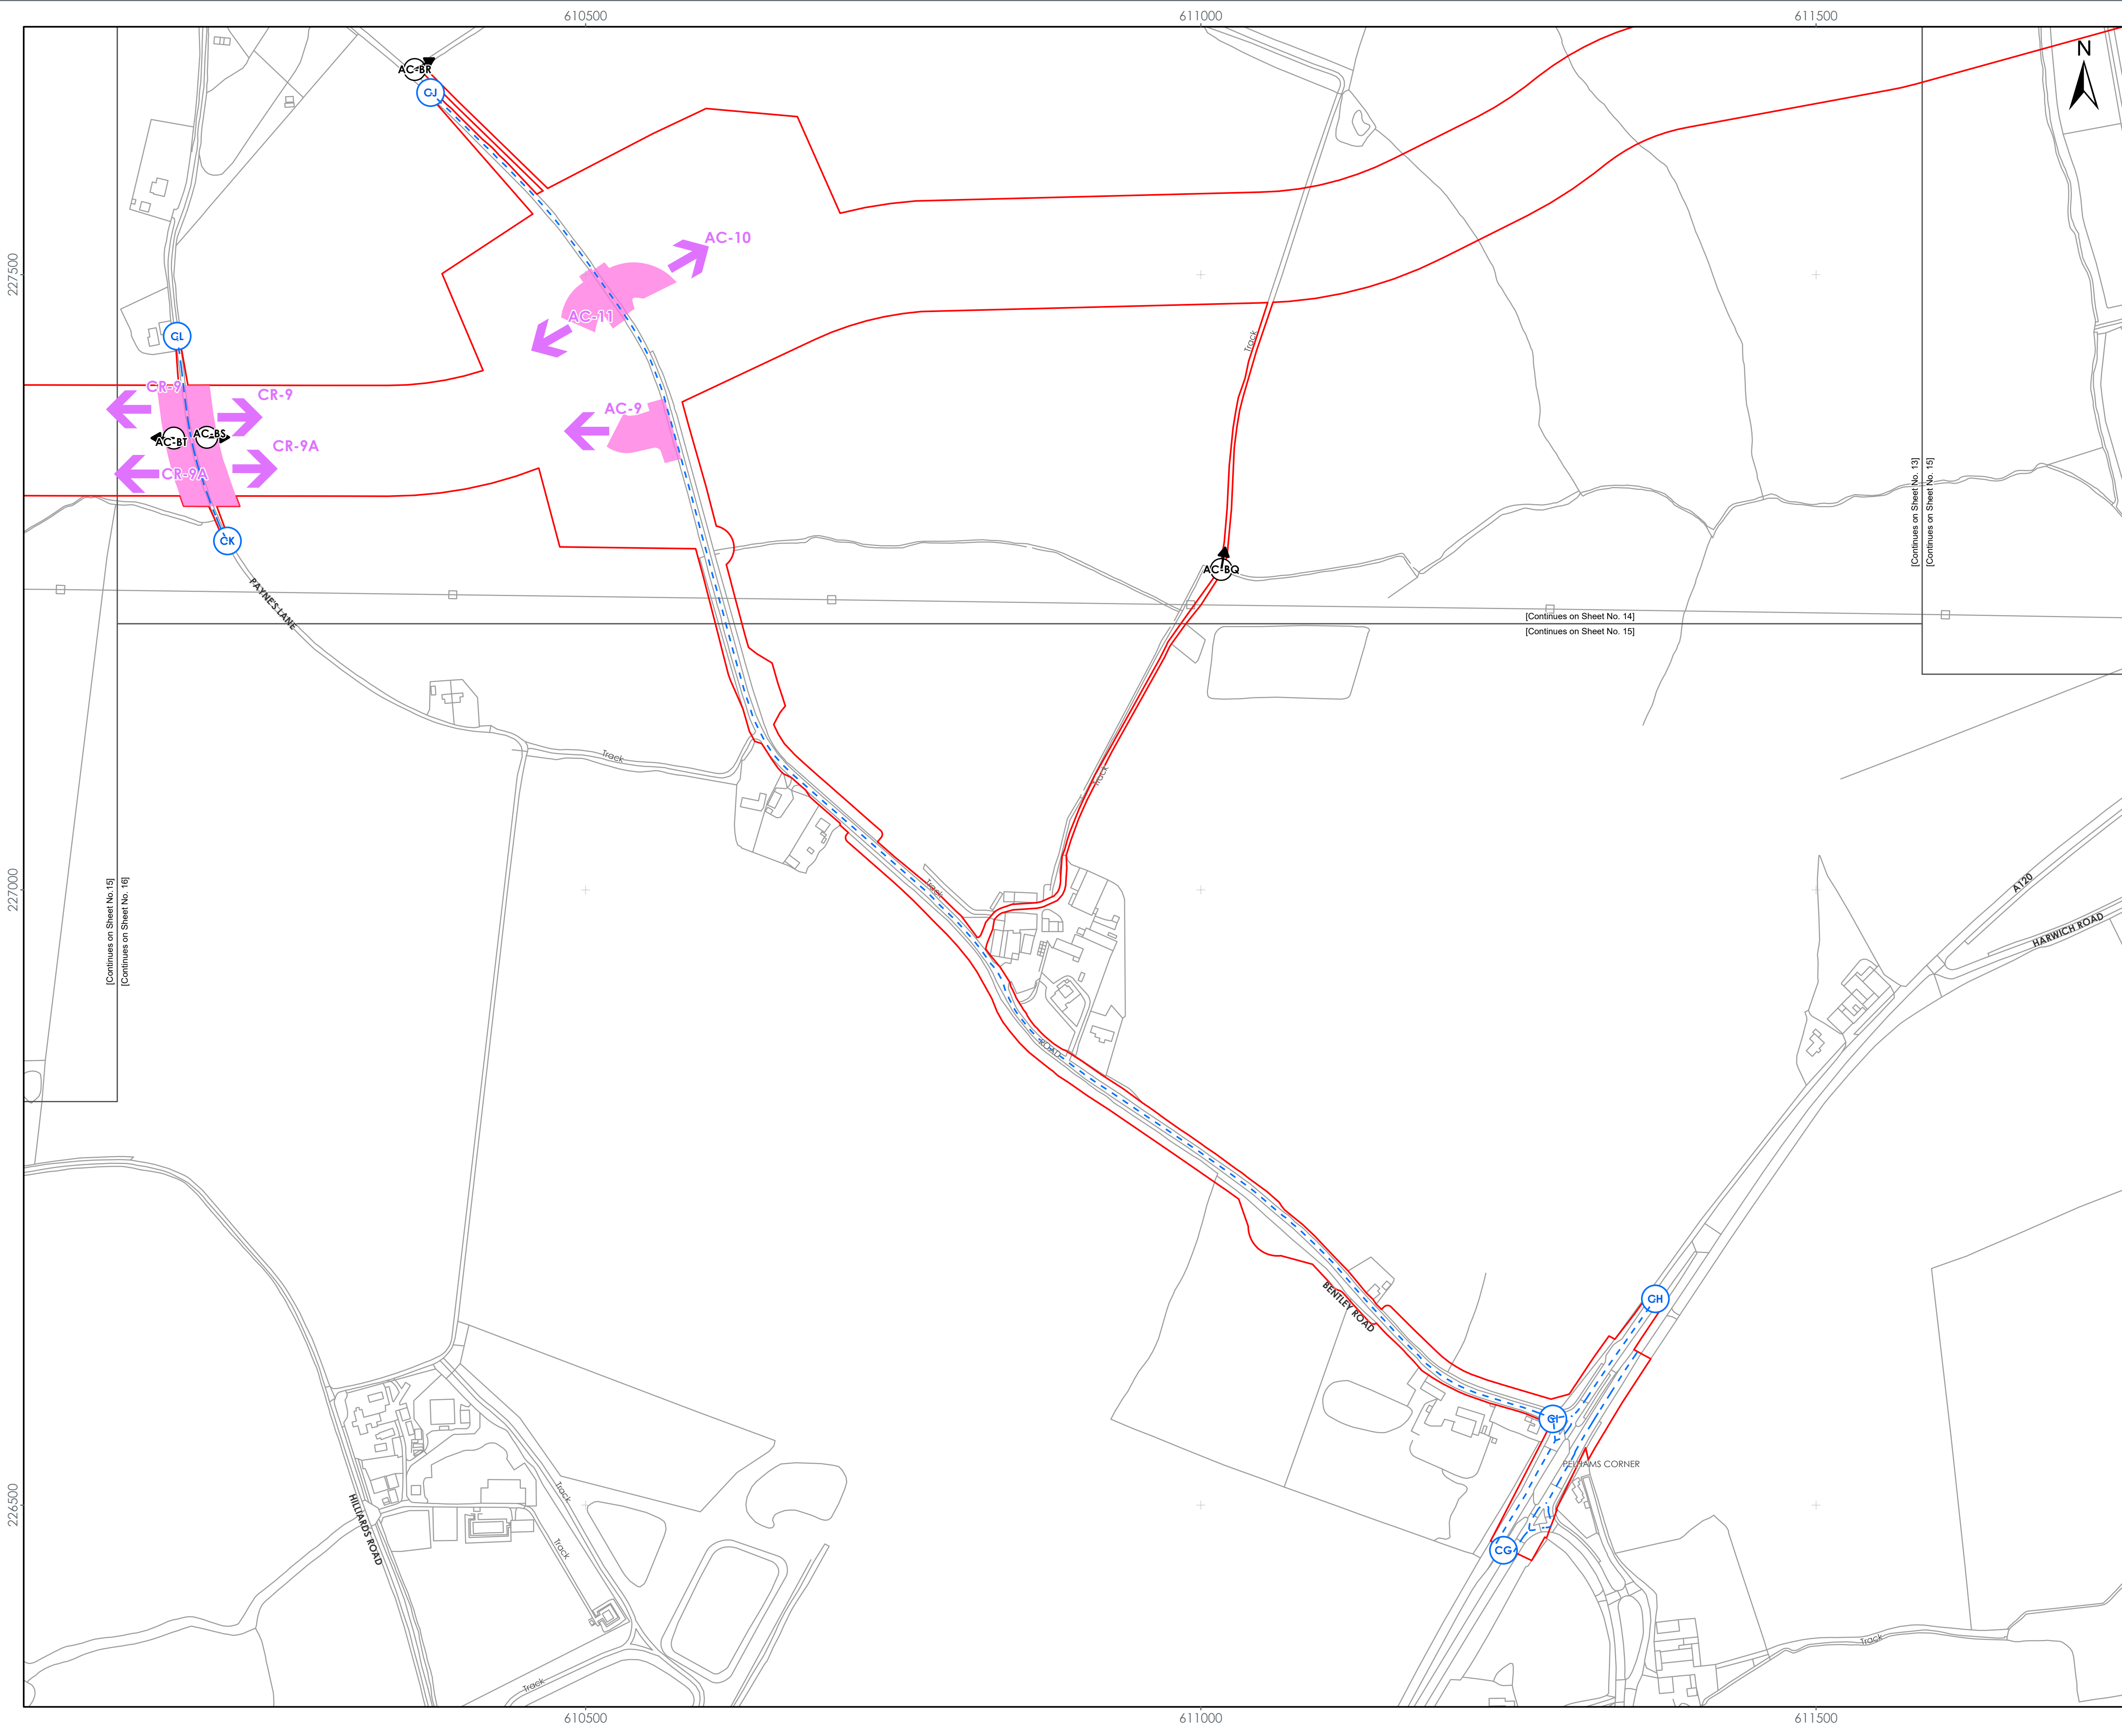 610500
611000
611500
N
AC-BR
CJ
AC-10
227500
AC-11
Track
CL
CR-9
CR-9
AC-9
AC-BT
AC-BS
CR-9A
CR-9A
[Continues on Sheet No. 13]
[Continues on Sheet No. 15]
CK
AC-BQ
PAYNE'S LANE
[Continues on Sheet No. 14]
[Continues on Sheet No. 15]
Track
Track
227000
Track
A120
HARWICH ROAD
[Continues on Sheet No.15]
[Continues on Sheet No. 16]
ROAD
BENTLEY ROAD
CH
CI
PELHAMS CORNER
226500
HILLIARDS ROAD
Track
Track
CG
Track
Track
610500
611000
611500